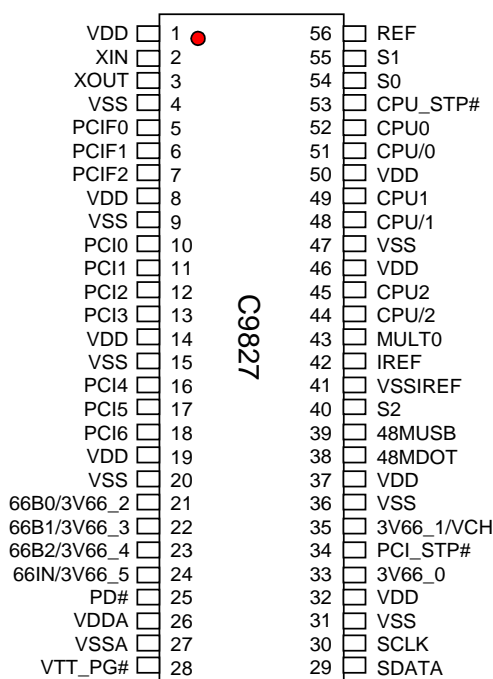 VDD 1 56 REF
XIN 2 55 S1
XOUT 3 54 S0
VSS 4 53 CPU_STP#
PCIF0 5 52 CPU0
PCIF1 6 51 CPU/0
PCIF2 7 50 VDD
VDD 8 49 CPU1
VSS 9 48 CPU/1
PCI0 10 47 VSS
PCI1 11 46 VDD
PCI2 12 45 CPU2
PCI3 13 44 CPU/2
VDD 14 43 MULT0
VSS 15 42 IREF
PCI4 16 41 VSSIREF
PCI5 17 40 S2
PCI6 18 39 48MUSB
VDD 19 38 48MDOT
VSS 20 37 VDD
66B0/3V66_2 21 36 VSS
66B1/3V66_3 22 35 3V66_1/VCH
66B2/3V66_4 23 34 PCI_STP#
66IN/3V66_5 24 33 3V66_0
PD# 25 32 VDD
VDDA 26 31 VSS
VSSA 27 30 SCLK
VTT_PG# 28 29 SDATA
C9827